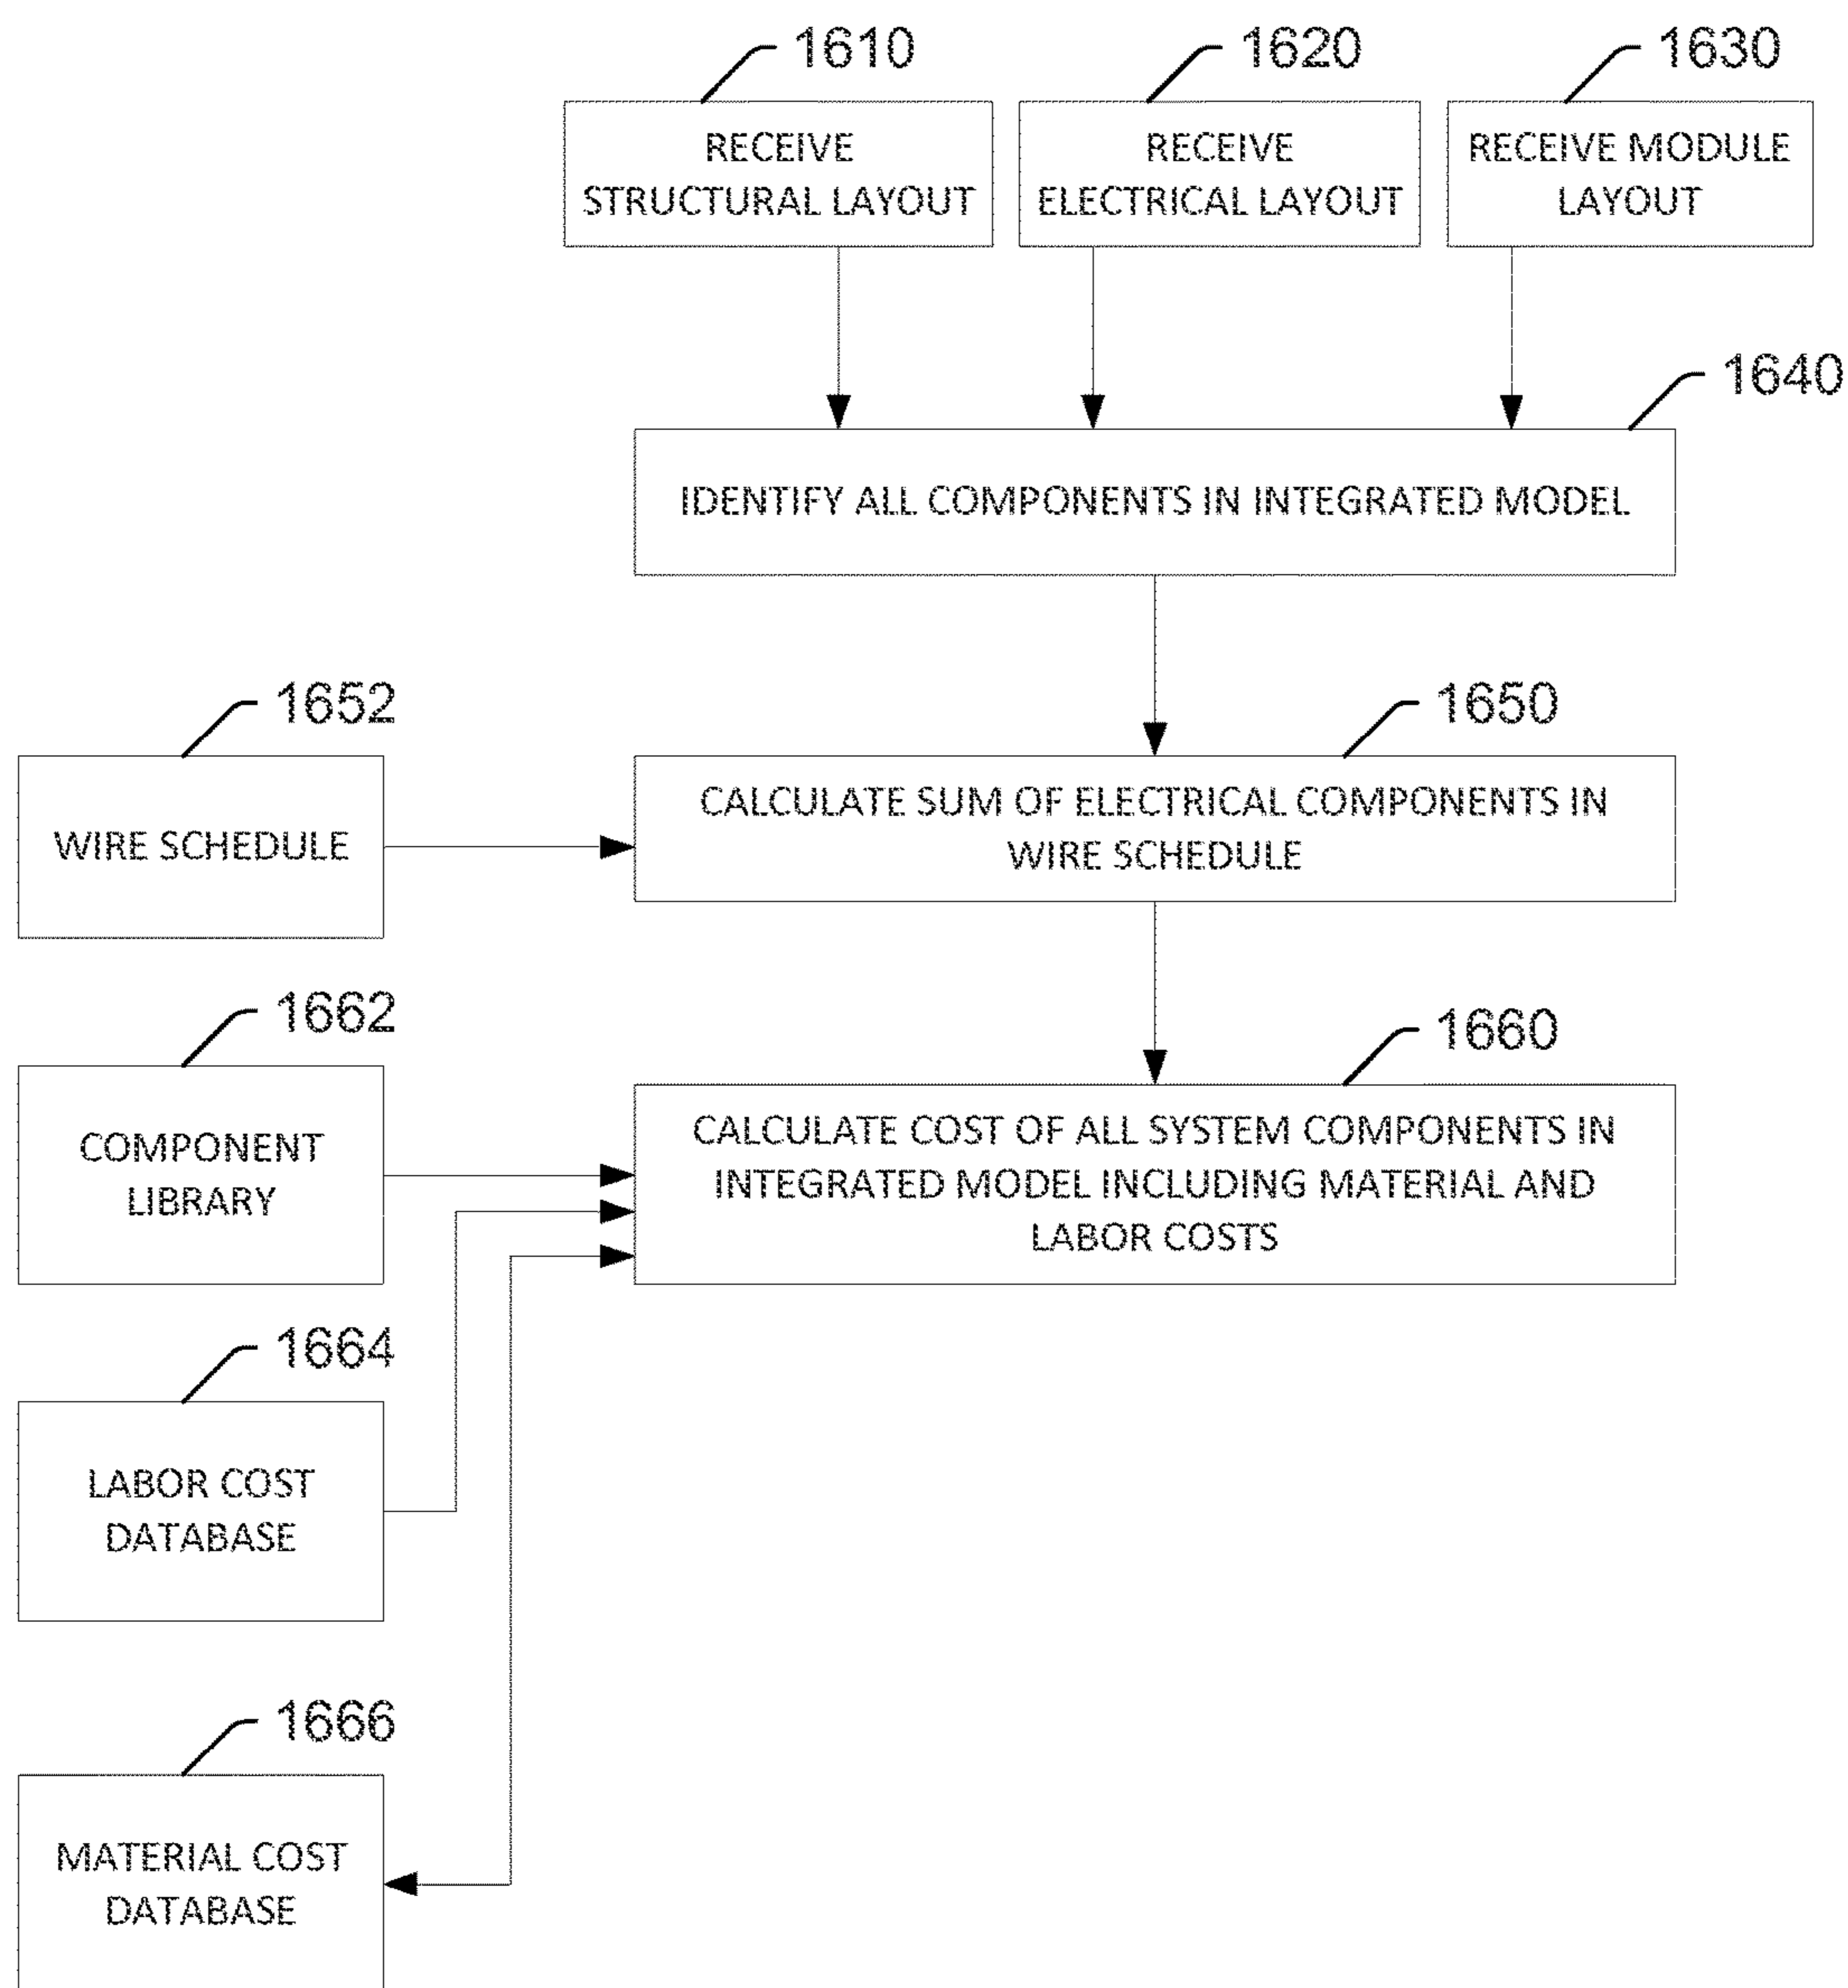 1610
1620
1630
RECEIVE
STRUCTURAL LAYOUT
RECEIVE
ELECTRICAL LAYOUT
RECEIVE MODULE
LAYOUT
1640
IDENTIFY ALL COMPONENTS IN INTEGRATED MODEL
1652
1650
WIRE SCHEDULE
CALCULATE SUM OF ELECTRICAL COMPONENTS IN
WIRE SCHEDULE
1662
1660
COMPONENT
LIBRARY
CALCULATE COST OF ALL SYSTEM COMPONENTS IN
INTEGRATED MODEL INCLUDING MATERIAL AND
LABOR COSTS
1664
LABOR COST
DATABASE
1666
MATERIAL COST
DATABASE